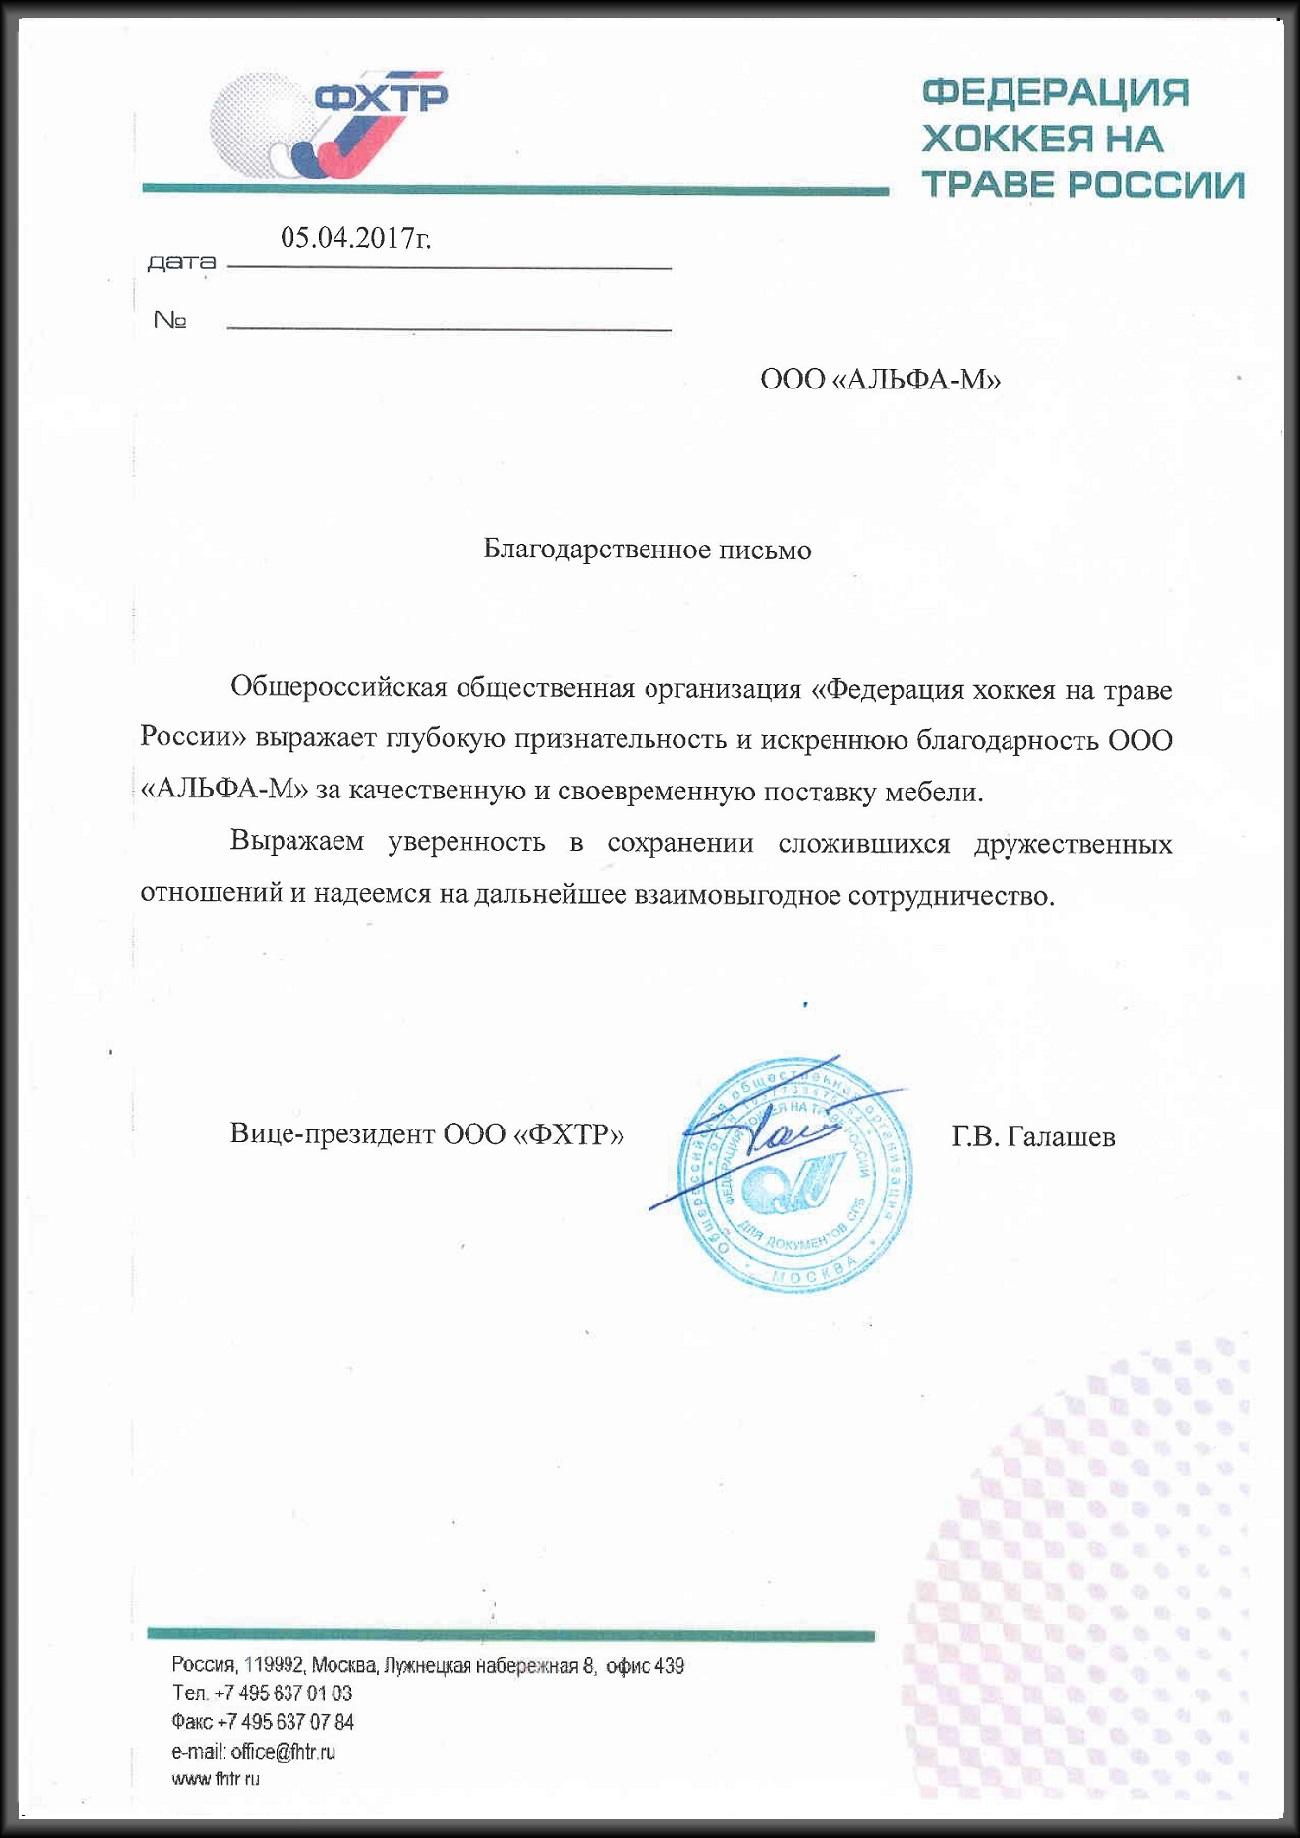 ФХТР
ФЕДЕРАЦИЯ
ХОККЕЯ НА
ТРАВЕ РОССИИ
05.04.2017г.
дата
№
ООО «АЛЬФА-М»
Благодарственное письмо
Общероссийская общественная организация «Федерация хоккея на траве
России» выражает глубокую признательность и искреннюю благодарность ООО
«АЛЬФА-М» за качественную и своевременную поставку мебели.
Выражаем уверенность в сохранении сложившихся дружественных
отношений и надеемся на дальнейшее взаимовыгодное сотрудничество.
Вице-президент ООО «ФХТР»
Г.В. Галашев
Общероссийская общественная организация
ФЕДЕРАЦИЯ ХОККЕЯ НА ТРАВЕ РОССИИ
ДЛЯ ДОКУМЕНТОВ
МОСКВА
Россия, 119992, Москва, Лужнецкая набережная 8, офис 439
Тел. +7 495 637 01 03
Факс +7 495 637 07 84
e-mail: office@fhtr.ru
www fhtr ru